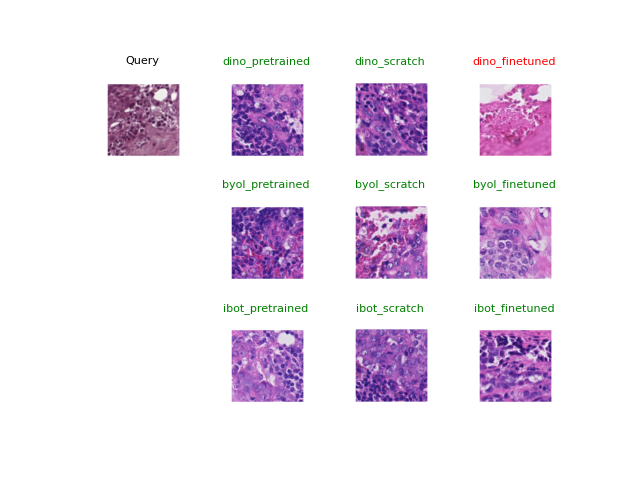 Query dino_pretrained dino_scratch dino_finetuned
byol_pretrained byol_scratch byol_finetuned
ibot_pretrained ibot_scratch ibot_finetuned